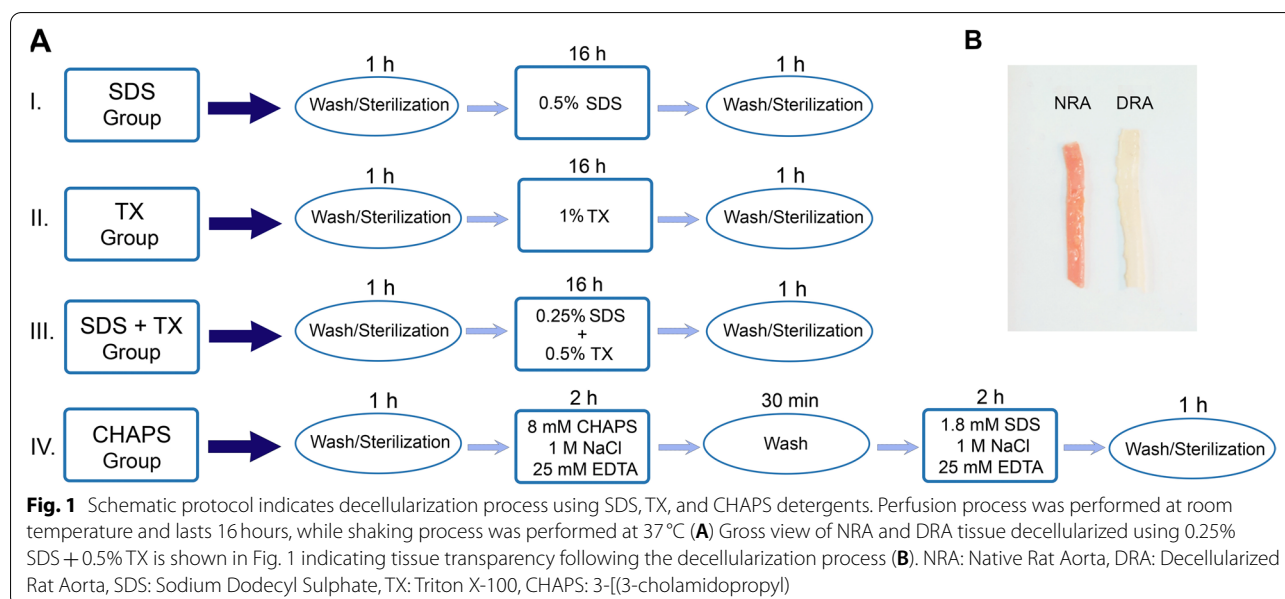 A
B
I.
SDS
Group
1 h
Wash/Sterilization
16 h
0.5% SDS
1 h
Wash/Sterilization
II.
TX
Group
1 h
Wash/Sterilization
16 h
1% TX
1 h
Wash/Sterilization
III.
SDS + TX
Group
1 h
Wash/Sterilization
16 h
0.25% SDS
+
0.5% TX
1 h
Wash/Sterilization
IV.
CHAPS
Group
1 h
Wash/Sterilization
2 h
8 mM CHAPS
1 M NaCl
25 mM EDTA
30 min
Wash
2 h
1.8 mM SDS
1 M NaCl
25 mM EDTA
1 h
Wash/Sterilization
NRA DRA
Fig. 1 Schematic protocol indicates decellularization process using SDS, TX, and CHAPS detergents. Perfusion process was performed at room
temperature and lasts 16 hours, while shaking process was performed at 37 °C (A) Gross view of NRA and DRA tissue decellularized using 0.25%
SDS + 0.5% TX is shown in Fig. 1 indicating tissue transparency following the decellularization process (B). NRA: Native Rat Aorta, DRA: Decellularized
Rat Aorta, SDS: Sodium Dodecyl Sulphate, TX: Triton X-100, CHAPS: 3-[(3-cholamidopropyl)